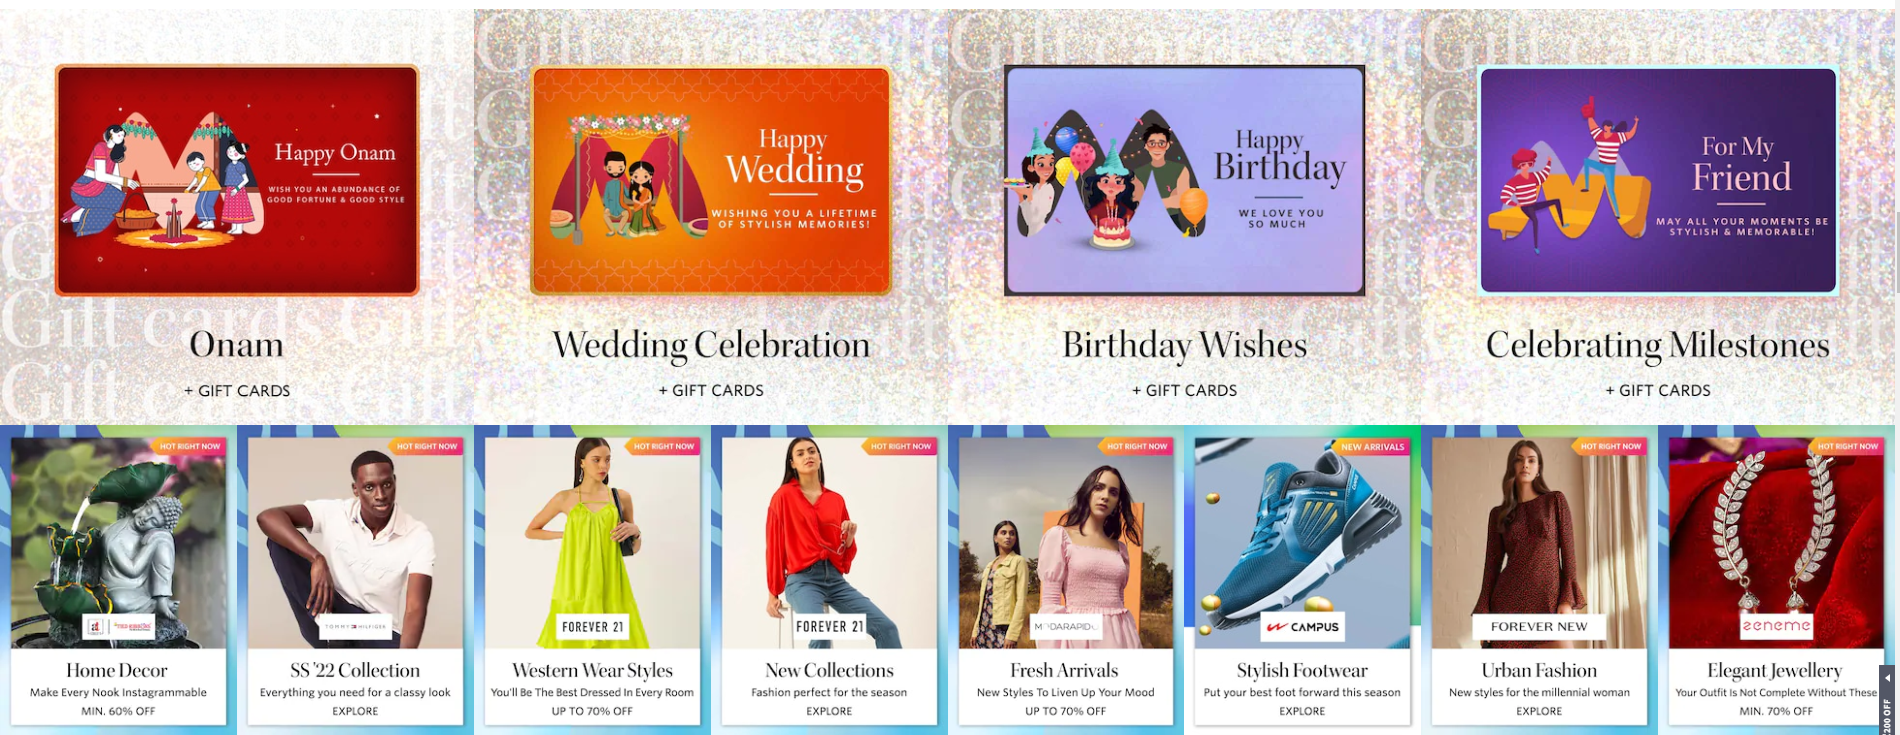 Happy Onam
WISH YOU AN ABUNDANCE OF
GOOD FORTUNE & GOOD STYLE
Happy
Wedding
WISHING YOU A LIFETIME
OF STYLISH MEMORIES!
Happy
Birthday
WE LOVE YOU
SO MUCH
For My
Friend
MAY ALL YOUR MOMENTS BE
STYLISH & MEMORABLE!
Gift cards Gift
Onam
+ GIFT CARDS
Wedding Celebration
+ GIFT CARDS
Birthday Wishes
+ GIFT CARDS
Celebrating Milestones
+ GIFT CARDS
HOT RIGHT NOW
Home Decor
Make Every Nook Instagrammable
MIN. 60% OFF
HOT RIGHT NOW
TOMMY HILFIGER
SS '22 Collection
Everything you need for a classy look
EXPLORE
HOT RIGHT NOW
FOREVER 21
Western Wear Styles
You'll Be The Best Dressed In Every Room
UP TO 70% OFF
HOT RIGHT NOW
FOREVER 21
New Collections
Fashion perfect for the season
EXPLORE
HOT RIGHT NOW
Fresh Arrivals
New Styles To Liven Up Your Mood
UP TO 70% OFF
NEW ARRIVALS
CAMPUS
Stylish Footwear
Put your best foot forward this season
EXPLORE
HOT RIGHT NOW
FOREVER NEW
Urban Fashion
New styles for the millennial woman
EXPLORE
HOT RIGHT NOW
zeneme
Elegant Jewellery
Your Outfit Is Not Complete Without These
MIN. 70% OFF
200 OFF